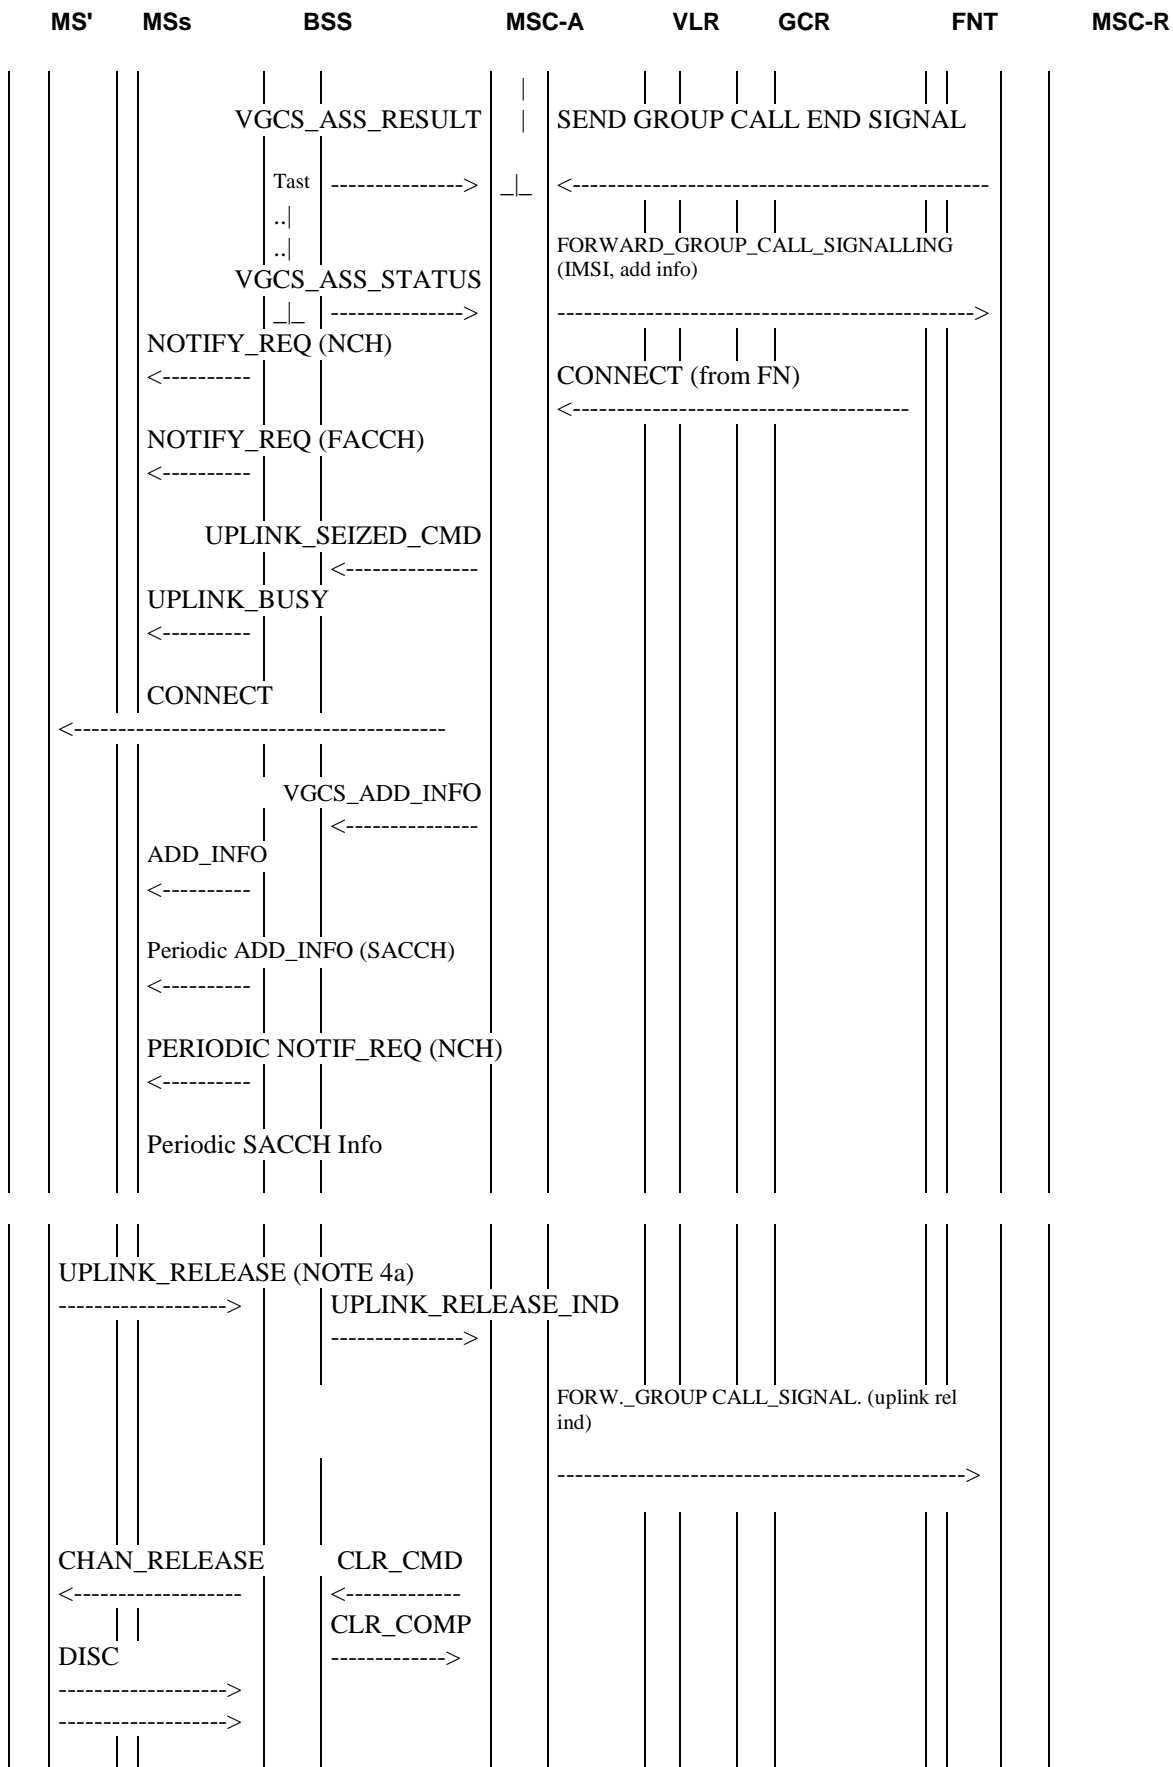 MS' MSs BSS MSC-A VLR GCR FNT MSC-R
VGCS_ASS_RESULT SEND GROUP CALL END SIGNAL
Tast ---------------> _|_ <-----------------------------------------------
..|
..| FORWARD_GROUP_CALL_SIGNALLING
(IMSI, add info)
VGCS_ASS_STATUS
_|_ ---------------> ----------------------------------------------->
NOTIFY_REQ (NCH)
<---------- CONNECT (from FN)
<--------------------------------------
NOTIFY_REQ (FACCH)
<----------
UPLINK_SEIZED_CMD
<---------------
UPLINK_BUSY
<----------
CONNECT
<------------------------------------------
VGCS_ADD_INFO
<---------------
ADD_INFO
<----------
Periodic ADD_INFO (SACCH)
<----------
PERIODIC NOTIF_REQ (NCH)
<----------
Periodic SACCH Info
UPLINK_RELEASE (NOTE 4a)
-------------------> UPLINK_RELEASE_IND
--------------->
FORW._GROUP CALL_SIGNAL. (uplink rel
ind)
---------------------------------------------->
CHAN_RELEASE CLR_CMD
<------------------- <-------------
CLR_COMP
DISC ------------->
------------------->
------------------->